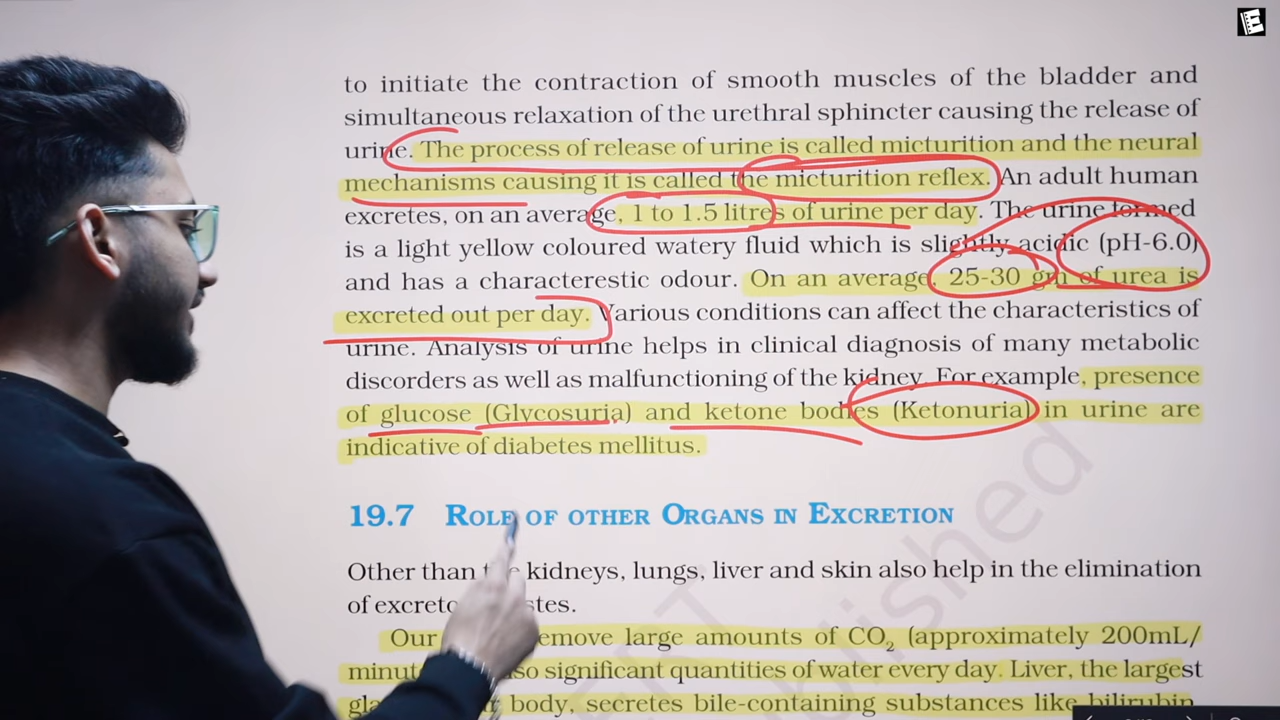 to initiate the contraction of smooth muscles of the bladder and
simultaneous relaxation of the urethral sphincter causing the release of
urine. The process of release of urine is called micturition and the neural
mechanisms causing it is called the micturition reflex. An adult human
excretes, on an average, 1 to 1.5 litres of urine per day. The urine formed
is a light yellow coloured watery fluid which is slightly acidic (pH-6.0)
and has a characterestic odour. On an average, 25-30 gm of urea is
excreted out per day. Various conditions can affect the characteristics of
urine. Analysis of urine helps in clinical diagnosis of many metabolic
discorders as well as malfunctioning of the kidney. For example, presence
of glucose (Glycosuria) and ketone bodies (Ketonuria) in urine are
indicative of diabetes mellitus.
19.7 Role of other Organs in Excretion
Other than kidneys, lungs, liver and skin also help in the elimination
of
Our large amounts of CO2 (approximately 200mL/
significant quantities of water every day. Liver, the largest
body, secretes bile-containing substances like bilirubin,